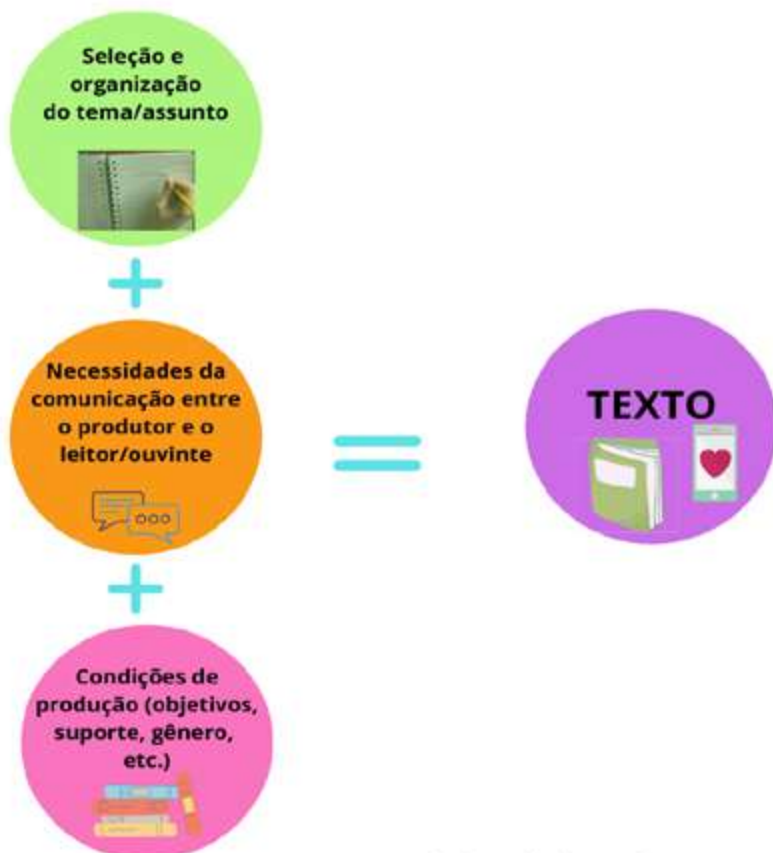 Seleção e
organização
do tema/assunto
Necessidades da
comunicação entre
o produtor e o
leitor/ouvinte
Condições de
produção (objetivos,
suporte, gênero,
etc.)
TEXTO